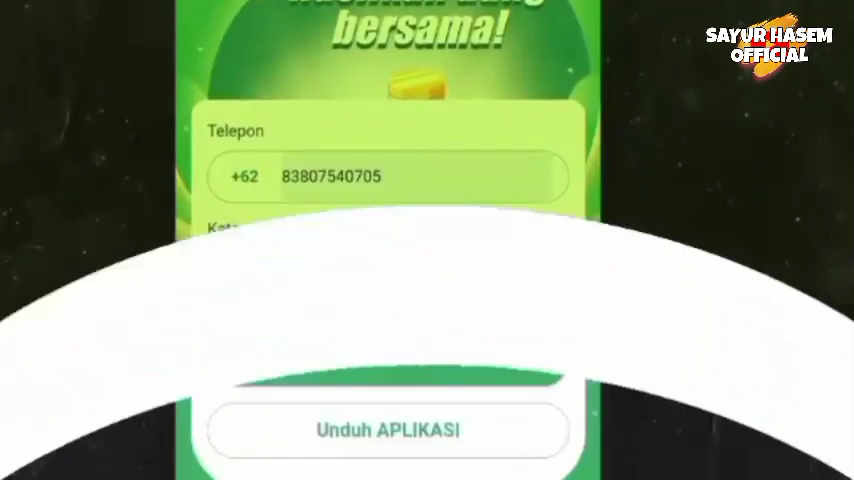 bersama!
SAYUR HASEM
OFFICIAL
Telepon
+62 83807540705
Unduh APLIKASI